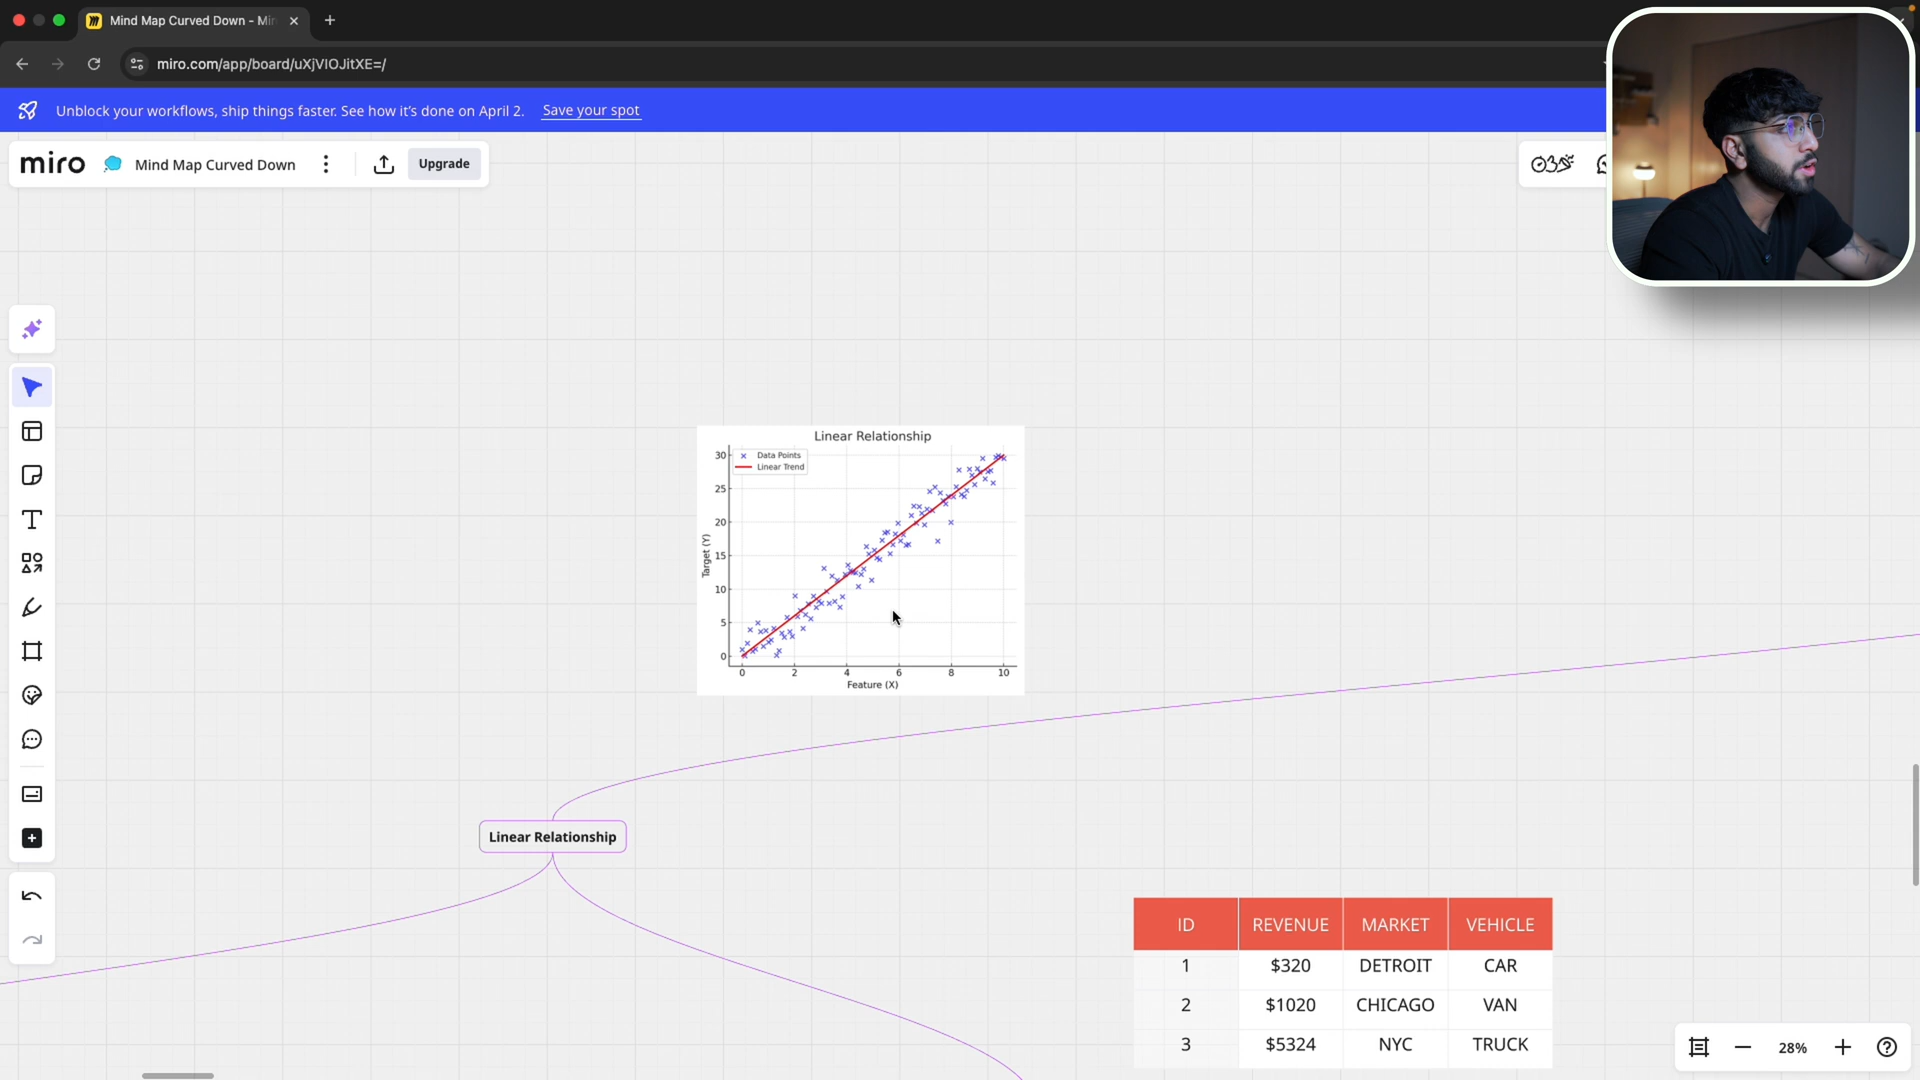 Mind Map Curved Down - Mir
miro.com/app/board/uXjVIOJitXE=/
Unblock your workflows, ship things faster. See how it's done on April 2. Save your spot
miro Mind Map Curved Down Upgrade
Linear Relationship
Data Points
Linear Trend
30
25
20
15
10
5
0
Target (Y)
0 2 4 6 8 10
Feature (X)
Linear Relationship
ID REVENUE MARKET VEHICLE
1 $320 DETROIT CAR
2 $1020 CHICAGO VAN
3 $5324 NYC TRUCK
28%